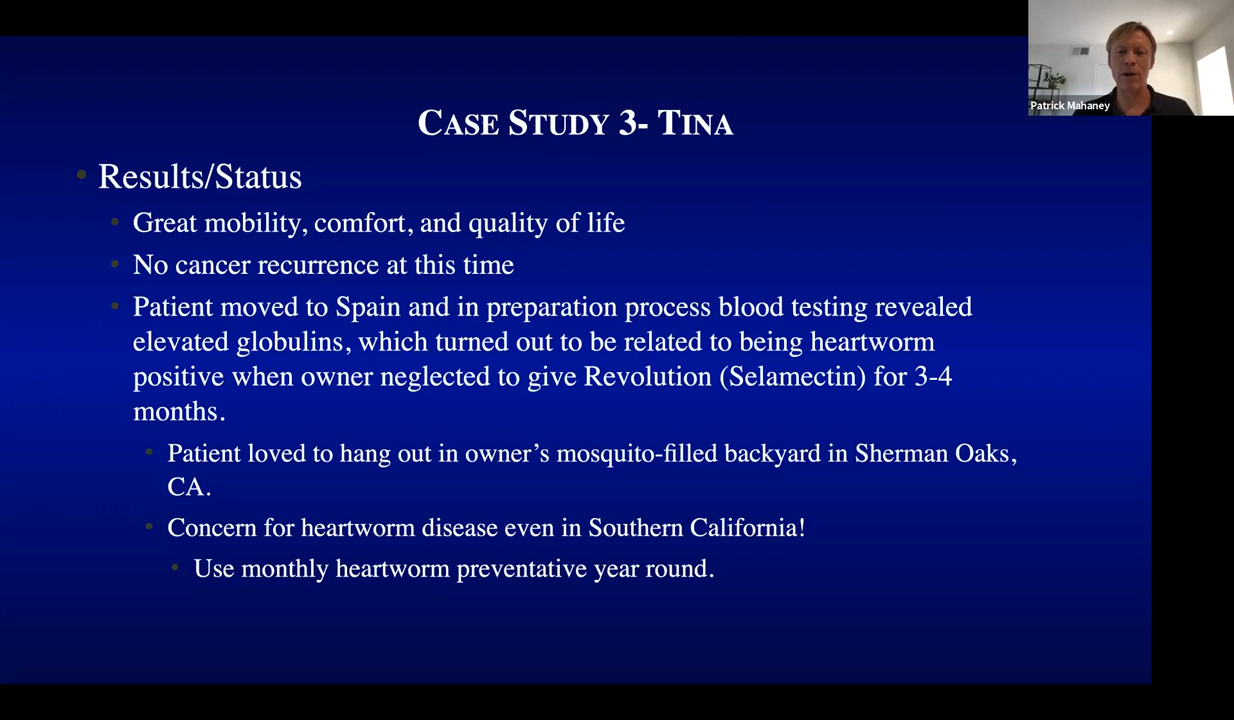 Patrick Mahaney
CASE STUDY 3- TINA
Results/Status
Great mobility, comfort, and quality of life
No cancer recurrence at this time
Patient moved to Spain and in preparation process blood testing revealed
elevated globulins, which turned out to be related to being heartworm
positive when owner neglected to give Revolution (Selamectin) for 3-4
months.
Patient loved to hang out in owner’s mosquito-filled backyard in Sherman Oaks,
CA.
Concern for heartworm disease even in Southern California!
Use monthly heartworm preventative year round.